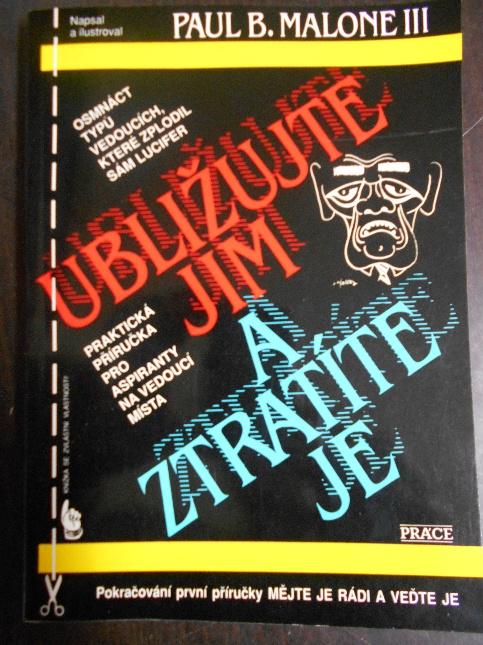 Napsal
a ilustroval
PAUL B. MALONE III
OSMNÁCT
TYPŮ
VEDOUCÍCH,
KTERÉ ZPLODIL
SÁM LUCIFER
UBLIŽUJTE
JIM
PRAKTICKÁ
PŘÍRUČKA
PRO
ASPIRANTY
NA VEDOUCÍ
MÍSTA
A
ZTRATÍTE
JE
KNÍŽKA SE ZVLÁŠTNÍ VLASTNOSTÍ!
PRÁCE
Pokračování první příručky MĚJTE JE RÁDI A VEĎTE JE